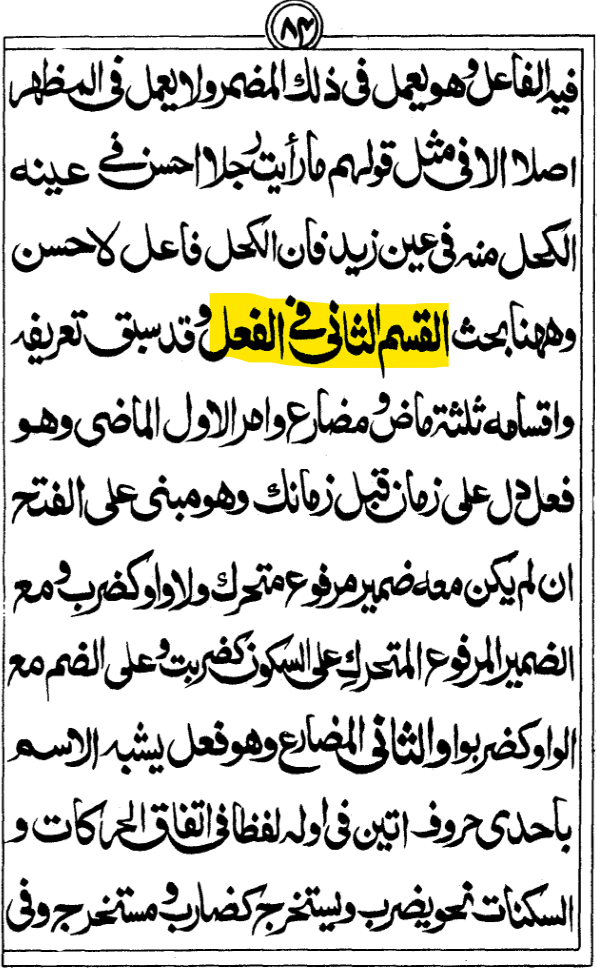 ٨٣
فيه الفاعل وهو يعمل فى ذلك المضمر ولا يعمل فى المظهر
اصلا الا فى مثل قولهم ما رأيت رجلا احسن فے عينه
الكحل منه فى عين زيد فان الكحل فاعل لاحسن
وههنا بحث القسم الثانى فے الفعل وقد سبق تعريفه
واقسامه ثلثة ماض ومضارع وامر الاول الماضى وهو
فعل دل على زمان قبل زمانك وهو مبنى على الفتح
ان لم يكن معه ضمير مرفوع متحرك ولا واو كضرب ومع
الضمير المرفوع المتحرك على السكون كضربت وعلى الضم مع
الواو كضربوا والثانى المضارع وهو فعل يشبه الاسم
باحدى حروف اتين فى اوله لفظا فى اتفاق الحركات و
السكنات نحو يضرب ويستخرج كضارب ومستخرج وفى